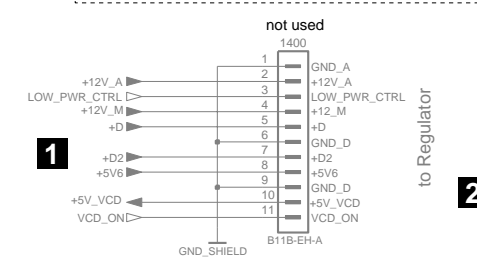 not used
1400
1 GND_A
+12V_A 2 +12V_A
LOW_PWR_CTRL 3 LOW_PWR_CTRL
+12V_M 4 +12_M
+D 5 +D
6 GND_D
+D2 7 +D2
+5V6 8 +5V6
9 GND_D
+5V_VCD 10 +5V_VCD
VCD_ON 11 VCD_ON
GND_SHIELD
B11B-EH-A
to Regulator
1
2